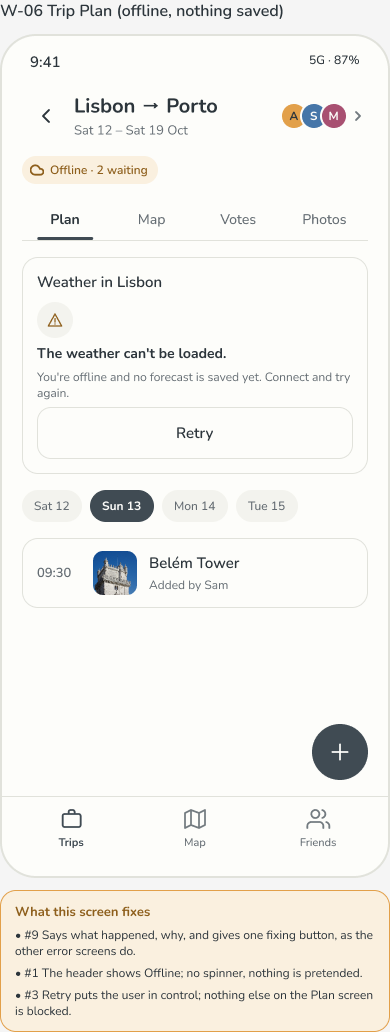 W-06 Trip Plan (offline, nothing saved)
9:41
5G · 87%
Lisbon → Porto
Sat 12 – Sat 19 Oct
A S M
Offline · 2 waiting
Plan Map Votes Photos
Weather in Lisbon
The weather can't be loaded.
You're offline and no forecast is saved yet. Connect and try
again.
Retry
Sat 12 Sun 13 Mon 14 Tue 15
09:30
Belém Tower
Added by Sam
Trips Map Friends
What this screen fixes
• #9 Says what happened, why, and gives one fixing button, as the
other error screens do.
• #1 The header shows Offline; no spinner, nothing is pretended.
• #3 Retry puts the user in control; nothing else on the Plan screen
is blocked.